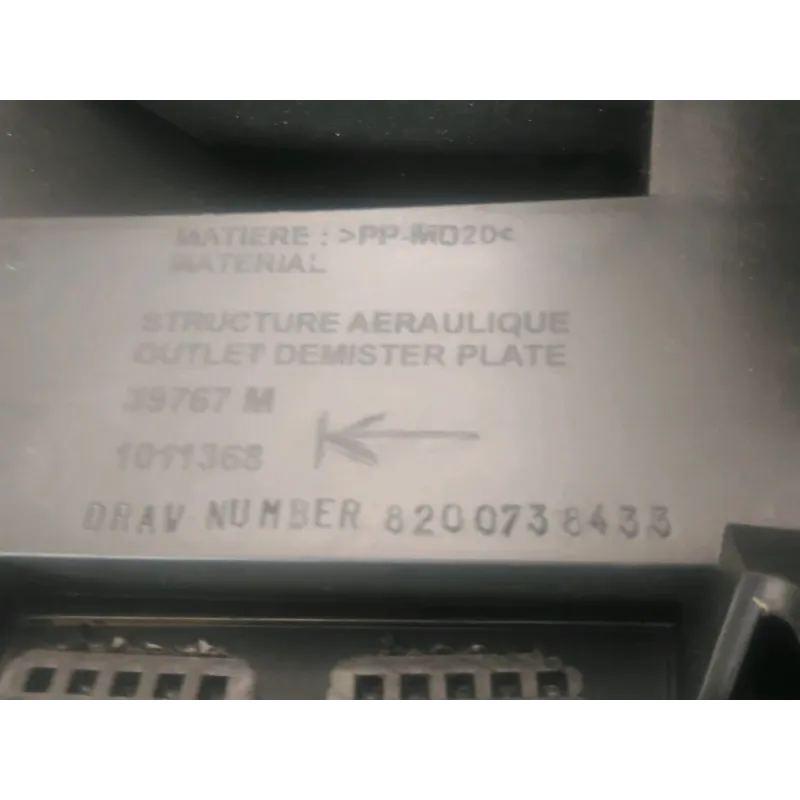 MATIERE : >PP-MD20<
MATERIAL
STRUCTURE AERAULIQUE
OUTLET DEMISTER PLATE
39767 M
1011368
DRAW NUMBER 8200738433